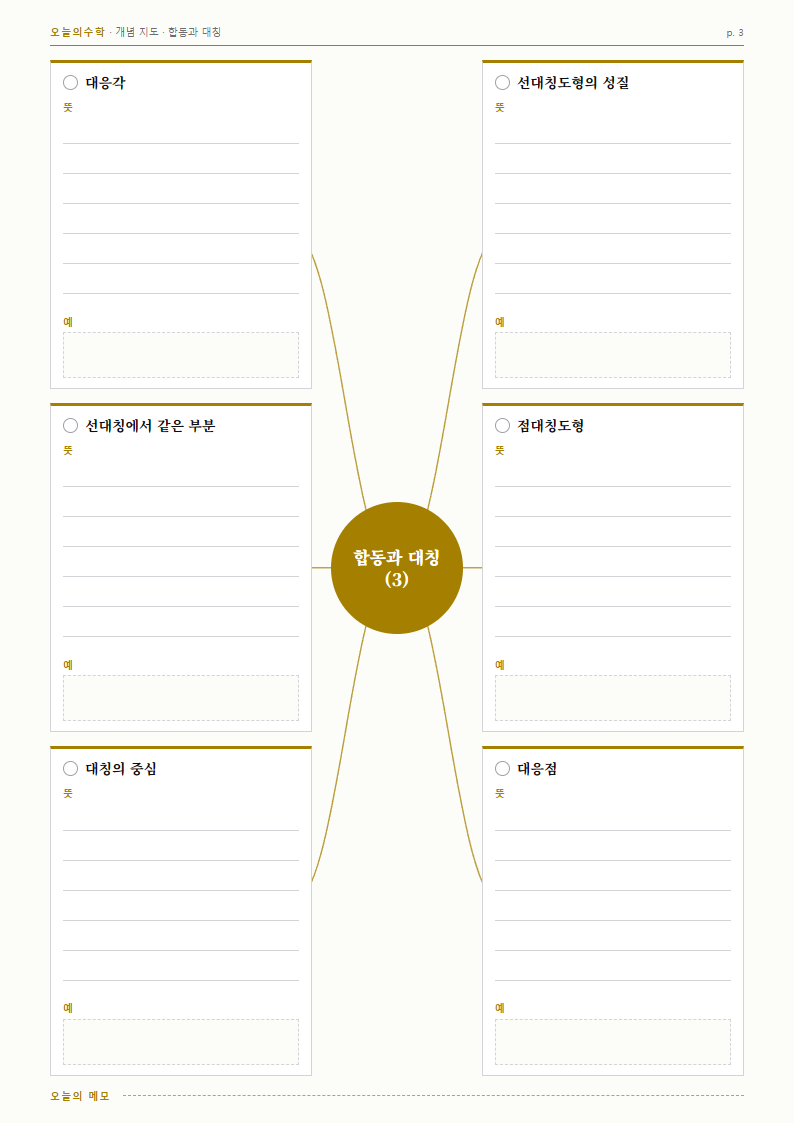 오늘의수학 · 개념 지도 · 합동과 대칭
p. 3
대응각
뜻
예
선대칭도형의 성질
뜻
예
선대칭에서 같은 부분
뜻
예
점대칭도형
뜻
예
합동과 대칭
(3)
대칭의 중심
뜻
예
대응점
뜻
예
오늘의 메모